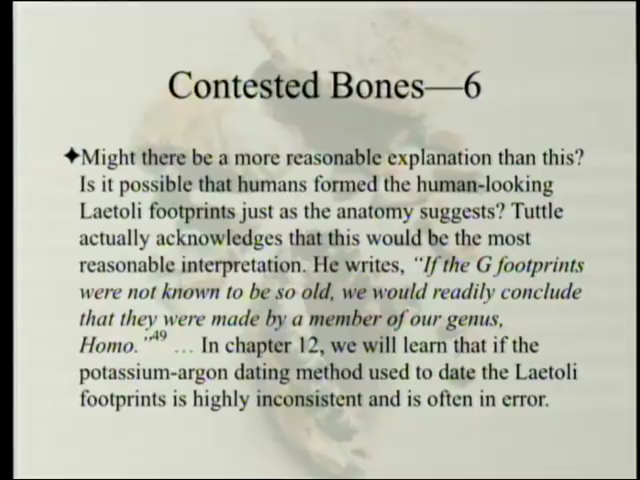 Contested Bones—6
✦Might there be a more reasonable explanation than this?
Is it possible that humans formed the human-looking
Laetoli footprints just as the anatomy suggests? Tuttle
actually acknowledges that this would be the most
reasonable interpretation. He writes, "If the G footprints
were not known to be so old, we would readily conclude
that they were made by a member of our genus,
Homo."49 ... In chapter 12, we will learn that if the
potassium-argon dating method used to date the Laetoli
footprints is highly inconsistent and is often in error.